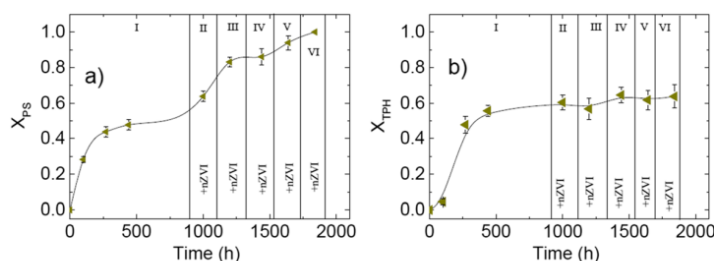 I II III IV V VI
a)
X_PS
1.0
0.8
0.6
0.4
0.2
0.0
+nZVI +nZVI +nZVI +nZVI +nZVI
0 500 1000 1500 2000
Time (h)
I II III IV V VI
b)
X_TPH
1.0
0.8
0.6
0.4
0.2
0.0
+nZVI +nZVI +nZVI +nZVI +nZVI
0 500 1000 1500 2000
Time (h)